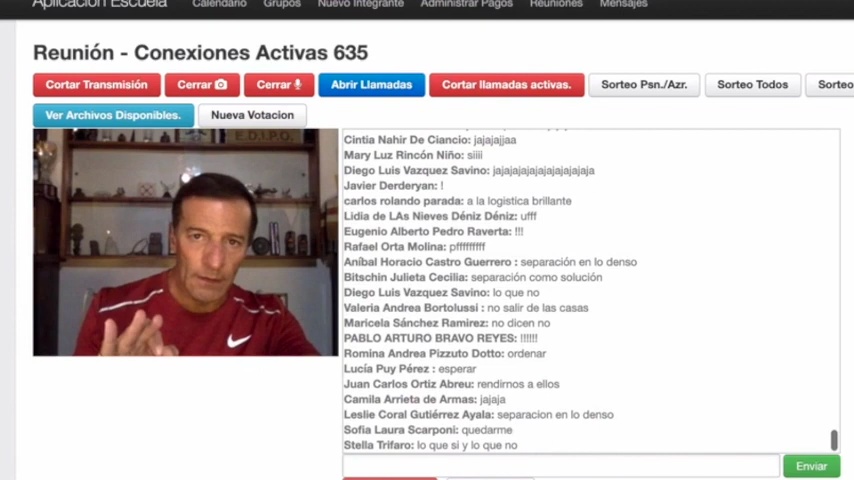 Aplicación Escuela Calendario Grupos Nuevo Integrante Administrar Pagos Reuniones Mensajes
Reunión - Conexiones Activas 635
Cortar Transmisión Cerrar Cerrar Abrir Llamadas Cortar llamadas activas. Sorteo Psn./Azr. Sorteo Todos Sorteo
Ver Archivos Disponibles. Nueva Votacion
E.D.I.P.O.
Cintia Nahir De Ciancio: jajajajjaa
Mary Luz Rincón Niño: siiii
Diego Luis Vazquez Savino: jajajajajajajajajajajaja
Javier Derderyan: !
carlos rolando parada: a la logistica brillante
Lidia de LAs Nieves Déniz Déniz: ufff
Eugenio Alberto Pedro Raverta: !!!
Rafael Orta Molina: pfffffffff
Aníbal Horacio Castro Guerrero : separación en lo denso
Bitschin Julieta Cecilia: separación como solución
Diego Luis Vazquez Savino: lo que no
Valeria Andrea Bortolussi : no salir de las casas
Maricela Sánchez Ramirez: no dicen no
PABLO ARTURO BRAVO REYES: !!!!!!
Romina Andrea Pizzuto Dotto: ordenar
Lucía Puy Pérez : esperar
Juan Carlos Ortiz Abreu: rendirnos a ellos
Camila Arrieta de Armas: jajaja
Leslie Coral Gutiérrez Ayala: separacion en lo denso
Sofia Laura Scarponi: quedarme
Stella Trifaro: lo que si y lo que no
Enviar